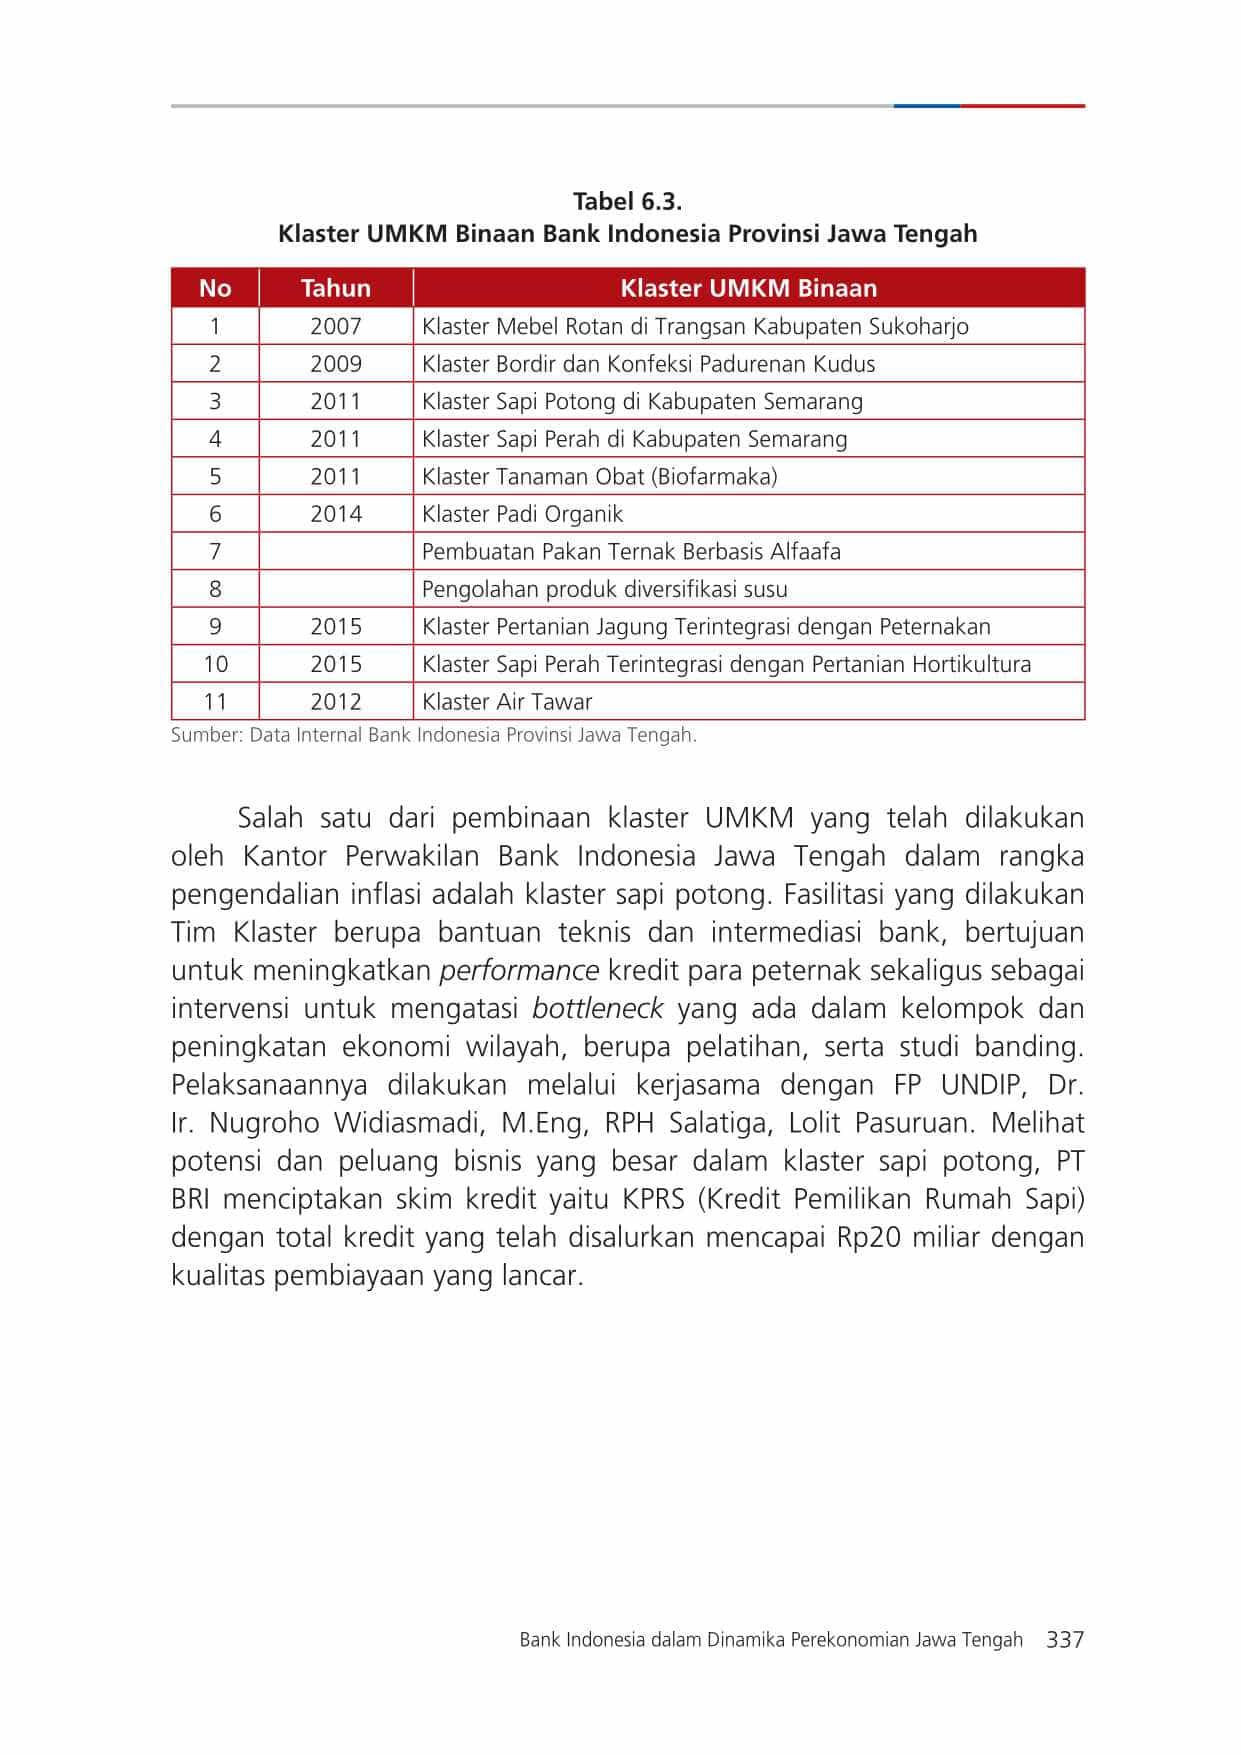 Tabel 6.3.
Klaster UMKM Binaan Bank Indonesia Provinsi Jawa Tengah
No Tahun Klaster UMKM Binaan
1 2007 Klaster Mebel Rotan di Trangsan Kabupaten Sukoharjo
2 2009 Klaster Bordir dan Konfeksi Padurenan Kudus
3 2011 Klaster Sapi Potong di Kabupaten Semarang
4 2011 Klaster Sapi Perah di Kabupaten Semarang
5 2011 Klaster Tanaman Obat (Biofarmaka)
6 2014 Klaster Padi Organik
7 Pembuatan Pakan Ternak Berbasis Alfaafa
8 Pengolahan produk diversifikasi susu
9 2015 Klaster Pertanian Jagung Terintegrasi dengan Peternakan
10 2015 Klaster Sapi Perah Terintegrasi dengan Pertanian Hortikultura
11 2012 Klaster Air Tawar
Sumber: Data Internal Bank Indonesia Provinsi Jawa Tengah.
Salah satu dari pembinaan klaster UMKM yang telah dilakukan
oleh Kantor Perwakilan Bank Indonesia Jawa Tengah dalam rangka
pengendalian inflasi adalah klaster sapi potong. Fasilitasi yang dilakukan
Tim Klaster berupa bantuan teknis dan intermediasi bank, bertujuan
untuk meningkatkan performance kredit para peternak sekaligus sebagai
intervensi untuk mengatasi bottleneck yang ada dalam kelompok dan
peningkatan ekonomi wilayah, berupa pelatihan, serta studi banding.
Pelaksanaannya dilakukan melalui kerjasama dengan FP UNDIP, Dr.
Ir. Nugroho Widiasmadi, M.Eng, RPH Salatiga, Lolit Pasuruan. Melihat
potensi dan peluang bisnis yang besar dalam klaster sapi potong, PT
BRI menciptakan skim kredit yaitu KPRS (Kredit Pemilikan Rumah Sapi)
dengan total kredit yang telah disalurkan mencapai Rp20 miliar dengan
kualitas pembiayaan yang lancar.
Bank Indonesia dalam Dinamika Perekonomian Jawa Tengah 337